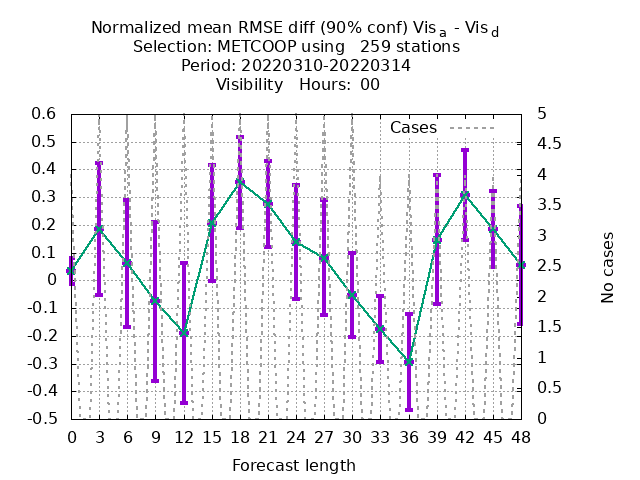 Normalized mean RMSE diff (90% conf) Vis a - Vis d
Selection: METCOOP using   259 stations
Period: 20220310-20220314
Visibility   Hours:  00
Cases
0.6
0.5
0.4
0.3
0.2
0.1
0
-0.1
-0.2
-0.3
-0.4
-0.5
5
4.5
4
3.5
3
2.5
2
1.5
1
0.5
0
No cases
0 3 6 9 12 15 18 21 24 27 30 33 36 39 42 45 48
Forecast length